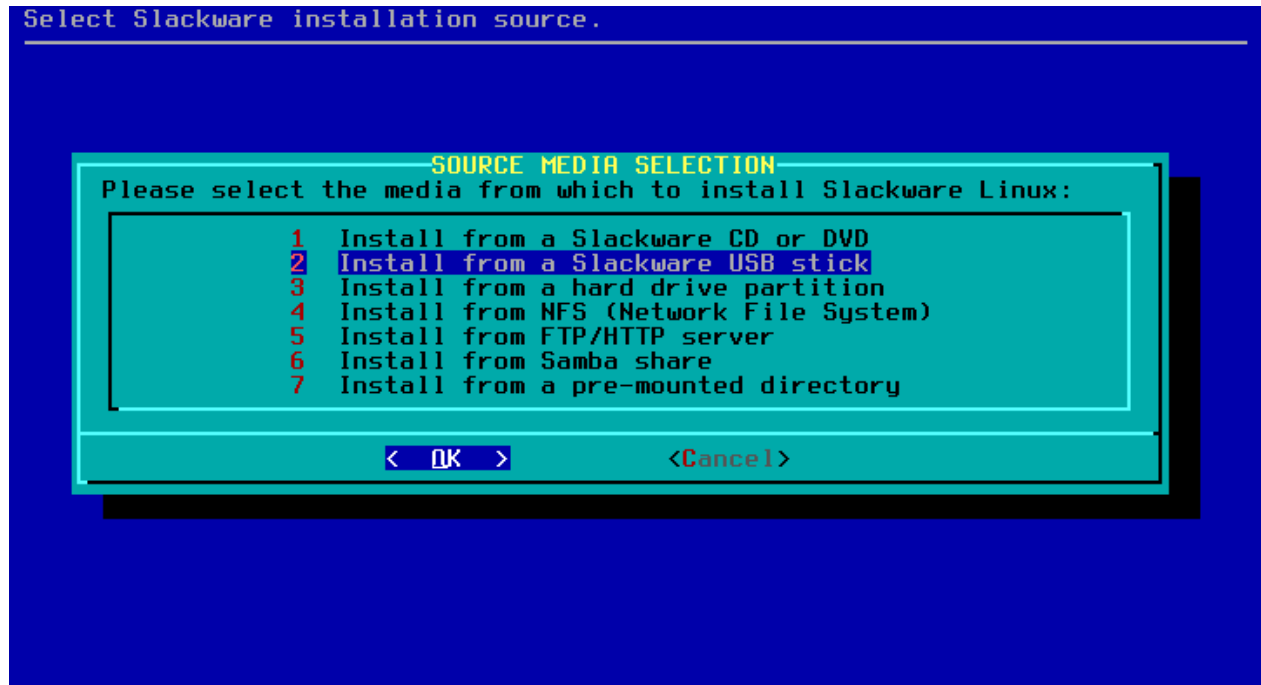 Select Slackware installation source.
SOURCE MEDIA SELECTION
Please select the media from which to install Slackware Linux:
1 Install from a Slackware CD or DVD
2 Install from a Slackware USB stick
3 Install from a hard drive partition
4 Install from NFS (Network File System)
5 Install from FTP/HTTP server
6 Install from Samba share
7 Install from a pre-mounted directory
< OK > <Cancel>